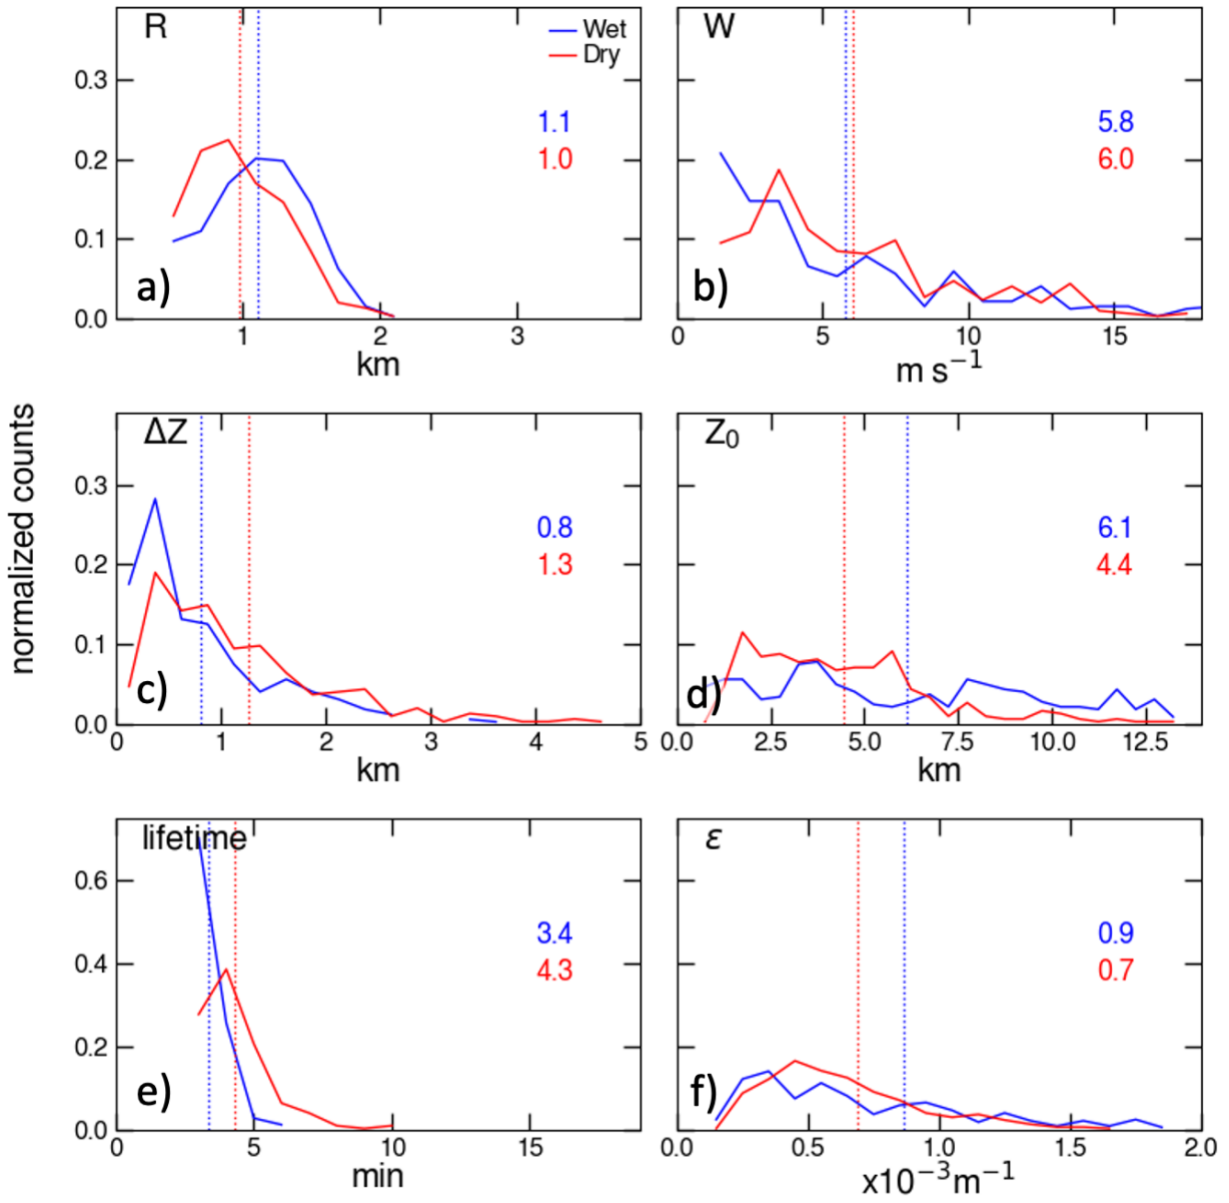 R
Wet
Dry
1.1
1.0
a)
0.3
0.2
0.1
0.0
1
2
3
km
W
5.8
6.0
b)
0
5
10
15
m s⁻¹
normalized counts
ΔZ
0.8
1.3
c)
0.3
0.2
0.1
0.0
0
1
2
3
4
5
km
Z₀
6.1
4.4
d)
0.0
2.5
5.0
7.5
10.0
12.5
km
lifetime
3.4
4.3
e)
0.6
0.4
0.2
0.0
0
5
10
15
min
ε
0.9
0.7
f)
0.0
0.5
1.0
1.5
2.0
x10⁻³m⁻¹